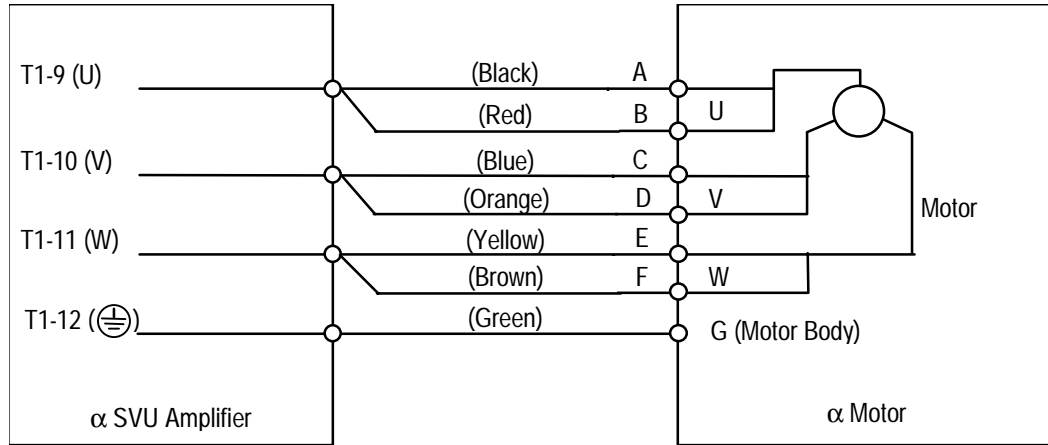 T1-9 (U)
(Black)
A
(Red)
B
U
T1-10 (V)
(Blue)
C
(Orange)
D
V
Motor
T1-11 (W)
(Yellow)
E
(Brown)
F
W
T1-12 (⏚)
(Green)
G (Motor Body)
α SVU Amplifier
α Motor